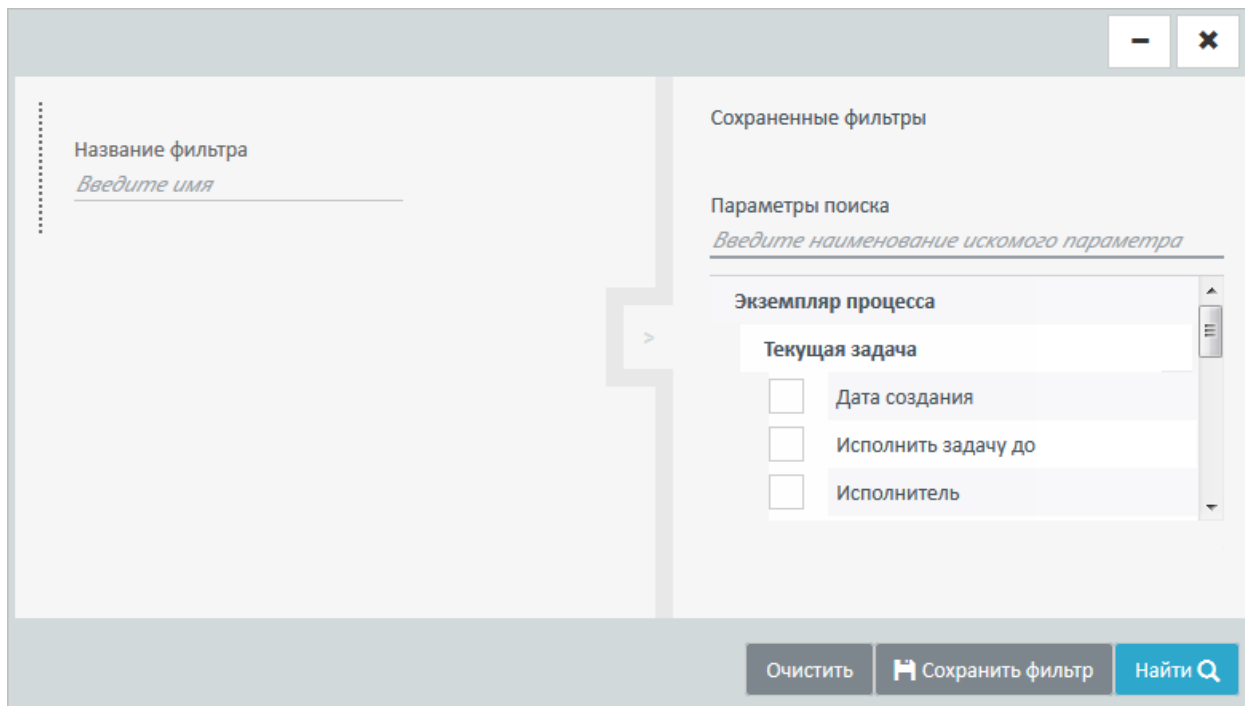 Название фильтра
Введите имя
>
Сохраненные фильтры
Параметры поиска
Введите наименование искомого параметра
Экземпляр процесса
Текущая задача
Дата создания
Исполнить задачу до
Исполнитель
Очистить
Сохранить фильтр
Найти